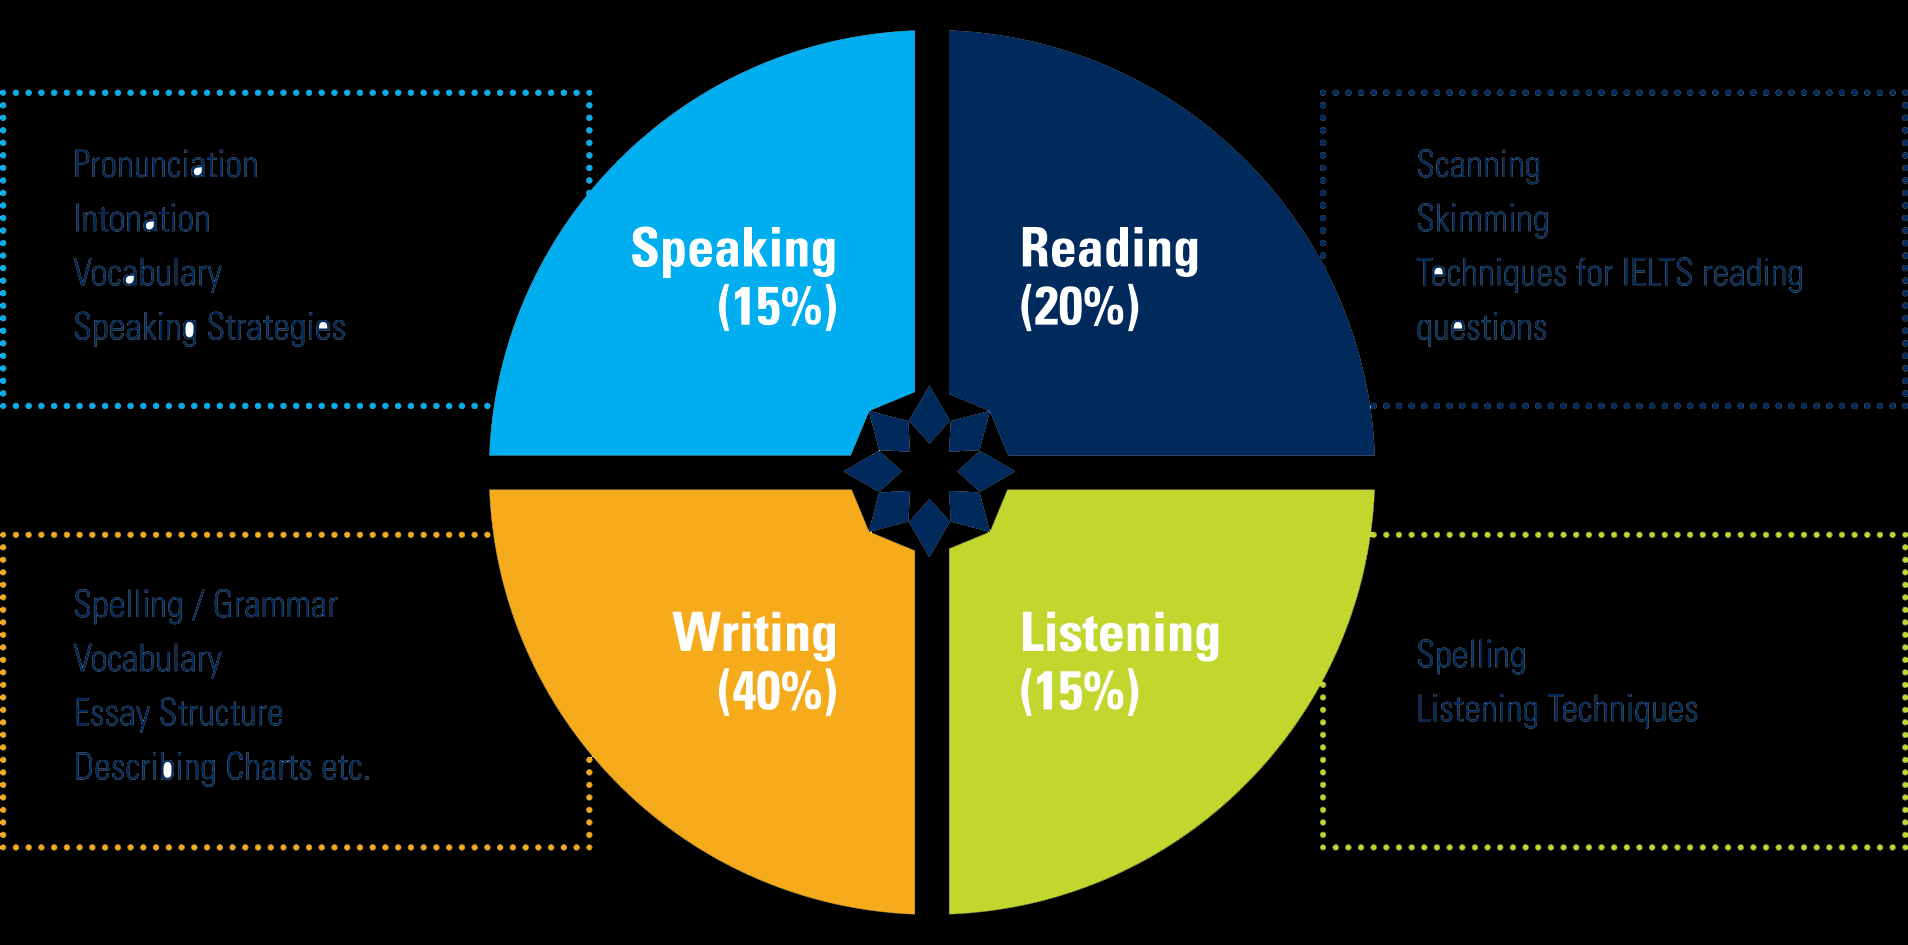 Pronunciation
Intonation
Vocabulary
Speaking Strategies
Speaking
(15%)
Reading
(20%)
Scanning
Skimming
Techniques for IELTS reading
questions
Spelling / Grammar
Vocabulary
Essay Structure
Describing Charts etc.
Writing
(40%)
Listening
(15%)
Spelling
Listening Techniques